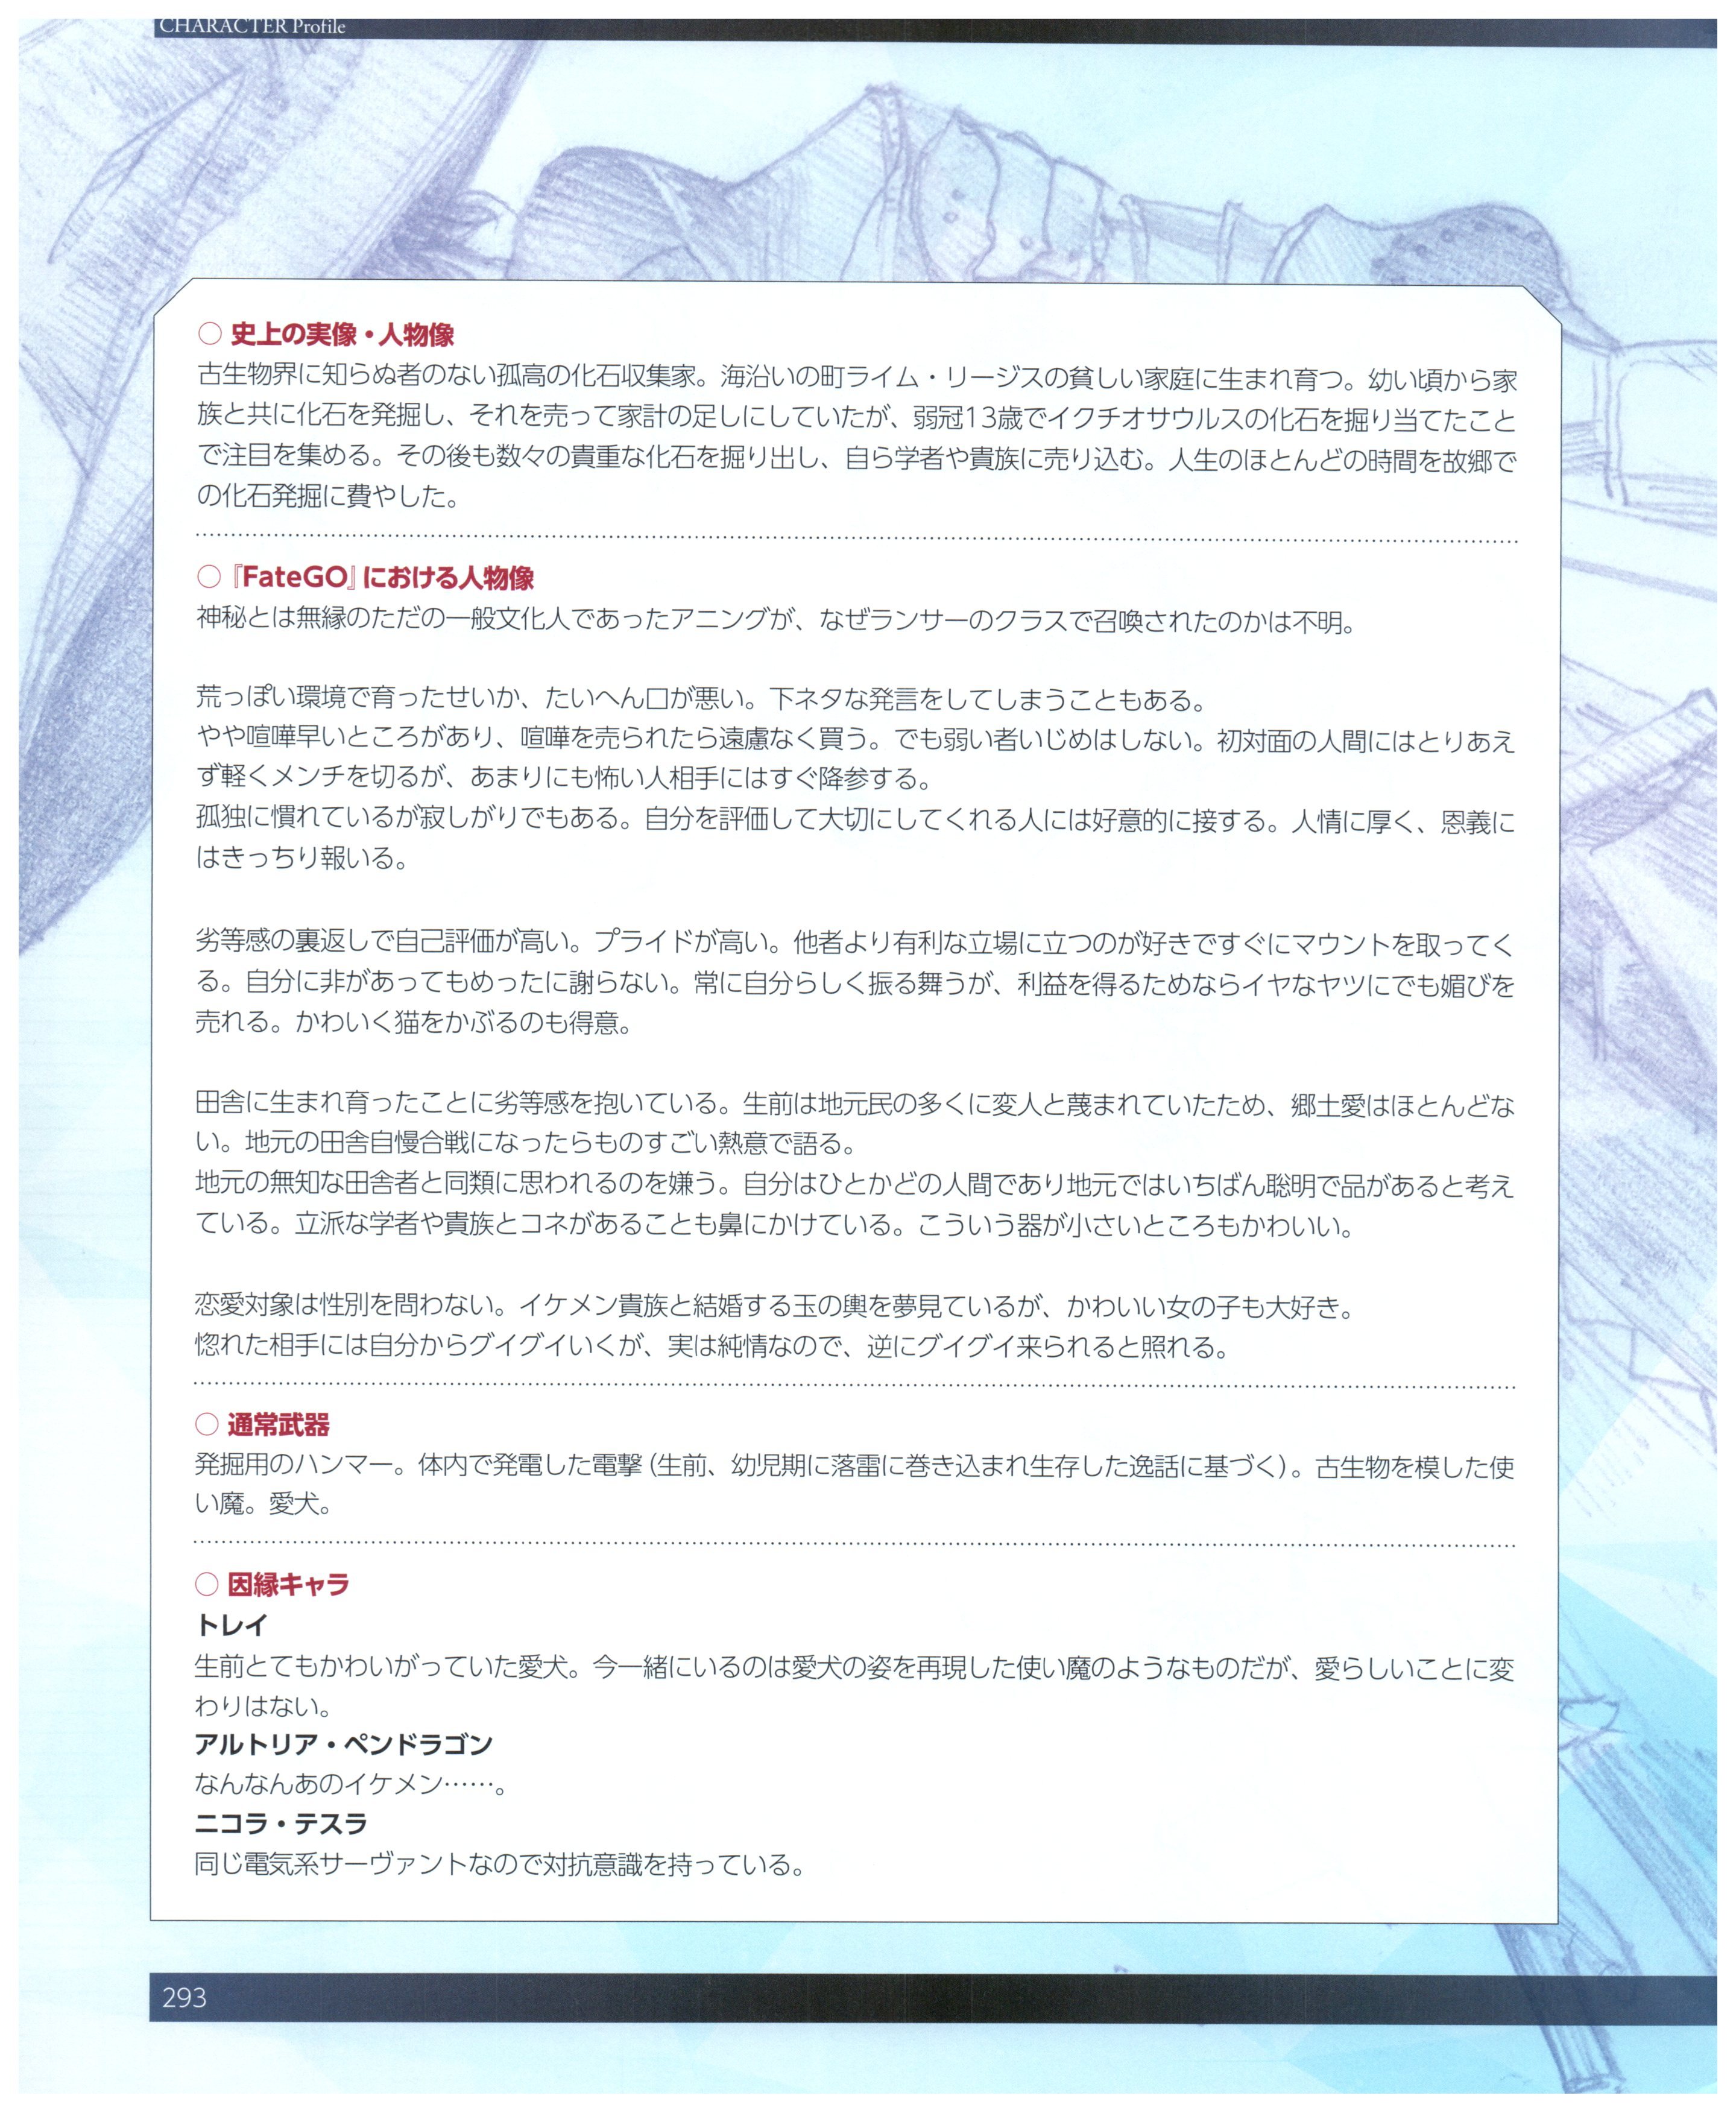 CHARACTER Profile
○ 史上の実像・人物像
古生物界に知らぬ者のない孤高の化石収集家。海沿いの町ライム・リージスの貧しい家庭に生まれ育つ。幼い頃から家
族と共に化石を発掘し、それを売って家計の足しにしていたが、弱冠13歳でイクチオサウルスの化石を掘り当てたこと
で注目を集める。その後も数々の貴重な化石を掘り出し、自ら学者や貴族に売り込む。人生のほとんどの時間を故郷で
の化石発掘に費やした。
○『FateGO』における人物像
神秘とは無縁のただの一般文化人であったアニングが、なぜランサーのクラスで召喚されたのかは不明。
荒っぽい環境で育ったせいか、たいへん口が悪い。下ネタな発言をしてしまうこともある。
やや喧嘩早いところがあり、喧嘩を売られたら遠慮なく買う。でも弱い者いじめはしない。初対面の人間にはとりあえ
ず軽くメンチを切るが、あまりにも怖い人相手にはすぐ降参する。
孤独に慣れているが寂しがりでもある。自分を評価して大切にしてくれる人には好意的に接する。人情に厚く、恩義に
はきっちり報いる。
劣等感の裏返しで自己評価が高い。プライドが高い。他者より有利な立場に立つのが好きですぐにマウントを取ってく
る。自分に非があってもめったに謝らない。常に自分らしく振る舞うが、利益を得るためならイヤなヤツにでも媚びを
売れる。かわいく猫をかぶるのも得意。
田舎に生まれ育ったことに劣等感を抱いている。生前は地元民の多くに変人と蔑まれていたため、郷土愛はほとんどな
い。地元の田舎自慢合戦になったらものすごい熱意で語る。
地元の無知な田舎者と同類に思われるのを嫌う。自分はひとかどの人間であり地元ではいちばん聡明で品があると考え
ている。立派な学者や貴族とコネがあることも鼻にかけている。こういう器が小さいところもかわいい。
恋愛対象は性別を問わない。イケメン貴族と結婚する玉の輿を夢見ているが、かわいい女の子も大好き。
惚れた相手には自分からグイグイいくが、実は純情なので、逆にグイグイ来られると照れる。
○ 通常武器
発掘用のハンマー。体内で発電した電撃（生前、幼児期に落雷に巻き込まれ生存した逸話に基づく）。古生物を模した使
い魔。愛犬。
○ 因縁キャラ
トレイ
生前とてもかわいがっていた愛犬。今一緒にいるのは愛犬の姿を再現した使い魔のようなものだが、愛らしいことに変
わりはない。
アルトリア・ペンドラゴン
なんなんあのイケメン……。
ニコラ・テスラ
同じ電気系サーヴァントなので対抗意識を持っている。
293